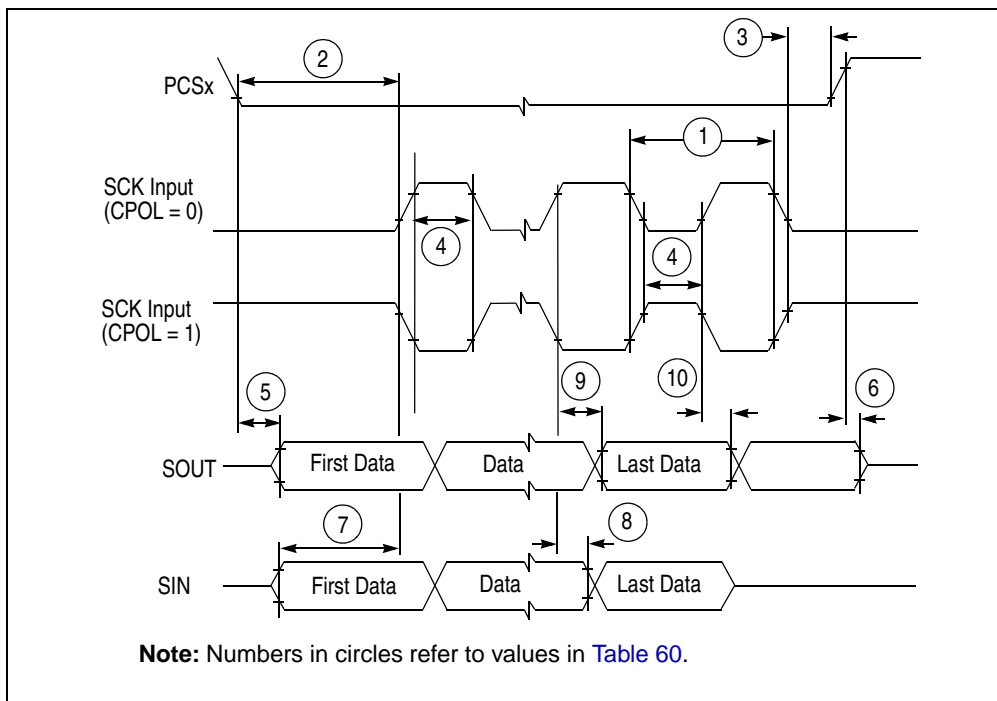 3
2
PCSx
1
SCK Input
(CPOL = 0)
4
4
SCK Input
(CPOL = 1)
5
9
10
6
SOUT
First Data
Data
Last Data
7
8
SIN
First Data
Data
Last Data
Note: Numbers in circles refer to values in Table 60.